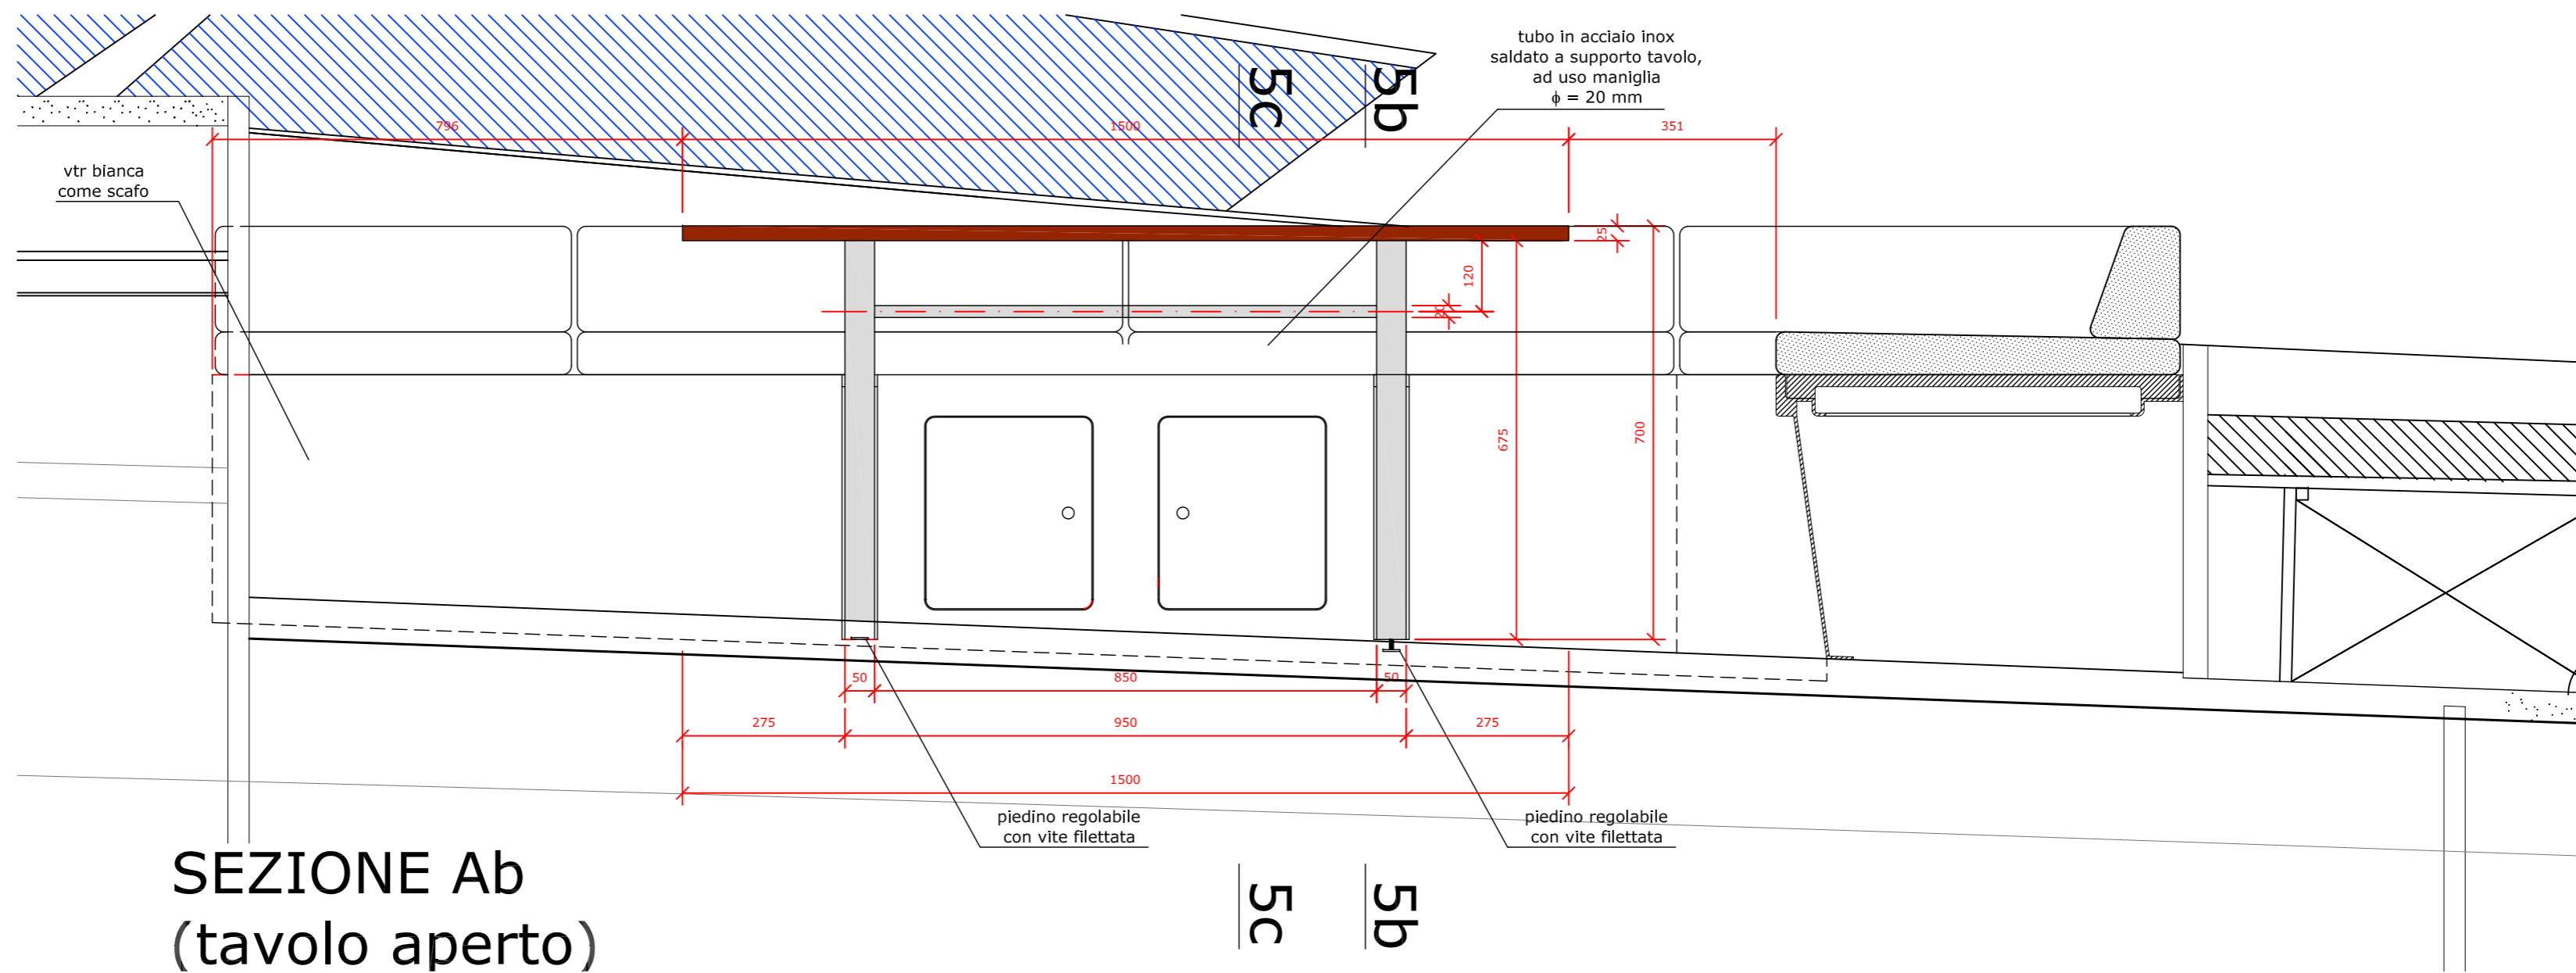 tubo in acciaio inox
saldato a supporto tavolo,
ad uso maniglia
ϕ = 20 mm
5c
5b
796
1500
351
vtr bianca
come scafo
25
120
20
675
700
50
850
50
275
950
275
1500
piedino regolabile
con vite filettata
piedino regolabile
con vite filettata
SEZIONE Ab
(tavolo aperto)
5c
5b